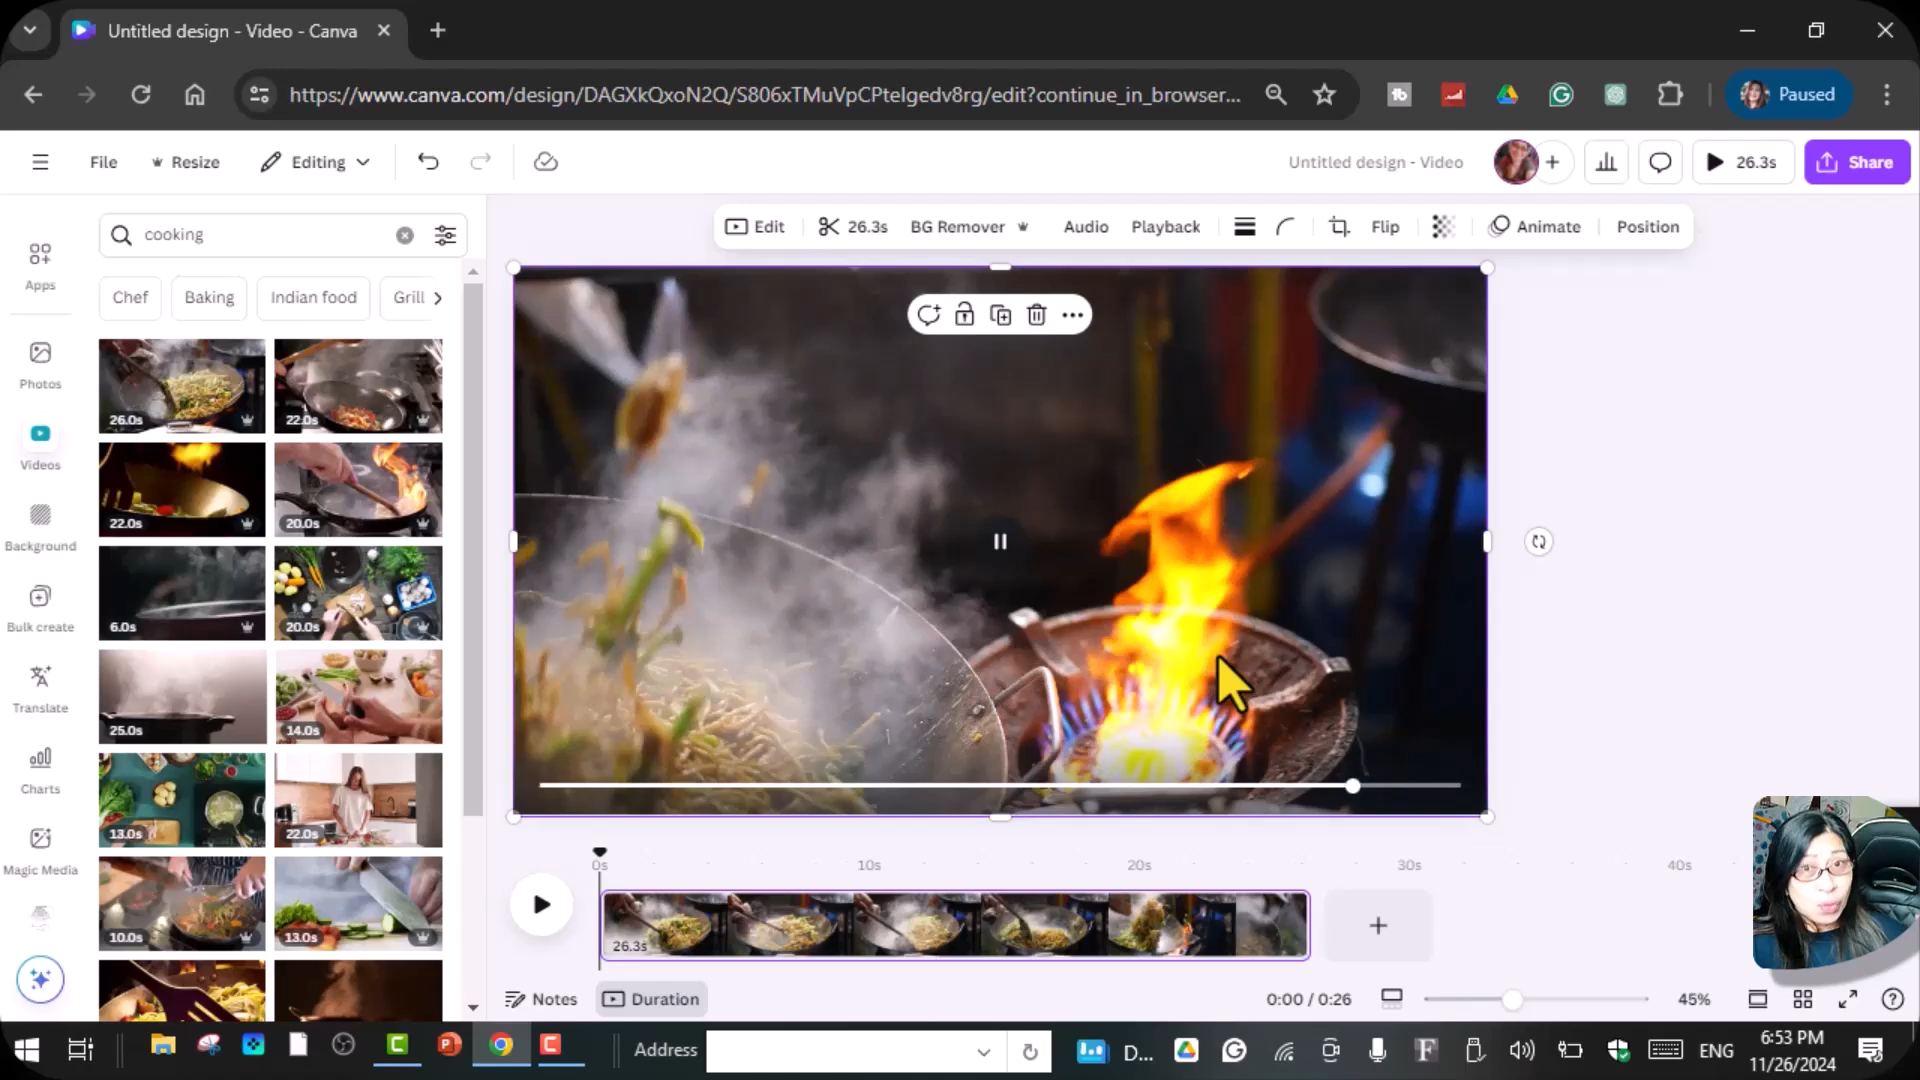 Untitled design - Video - Canva
https://www.canva.com/design/DAGXkQxoN2Q/S806xTMuVpCPtelgedv8rg/edit?continue_in_browser...
Paused
File
Resize
Editing
Untitled design - Video
26.3s
Share
cooking
Edit
26.3s
BG Remover
Audio
Playback
Flip
Animate
Position
Apps
Photos
Videos
Background
Bulk create
Translate
Charts
Magic Media
Chef
Baking
Indian food
Grill
26.0s
22.0s
22.0s
20.0s
6.0s
20.0s
25.0s
14.0s
13.0s
22.0s
10.0s
13.0s
0s
10s
20s
30s
40s
26.3s
Notes
Duration
0:00 / 0:26
45%
Address
D...
ENG
6:53 PM
11/26/2024